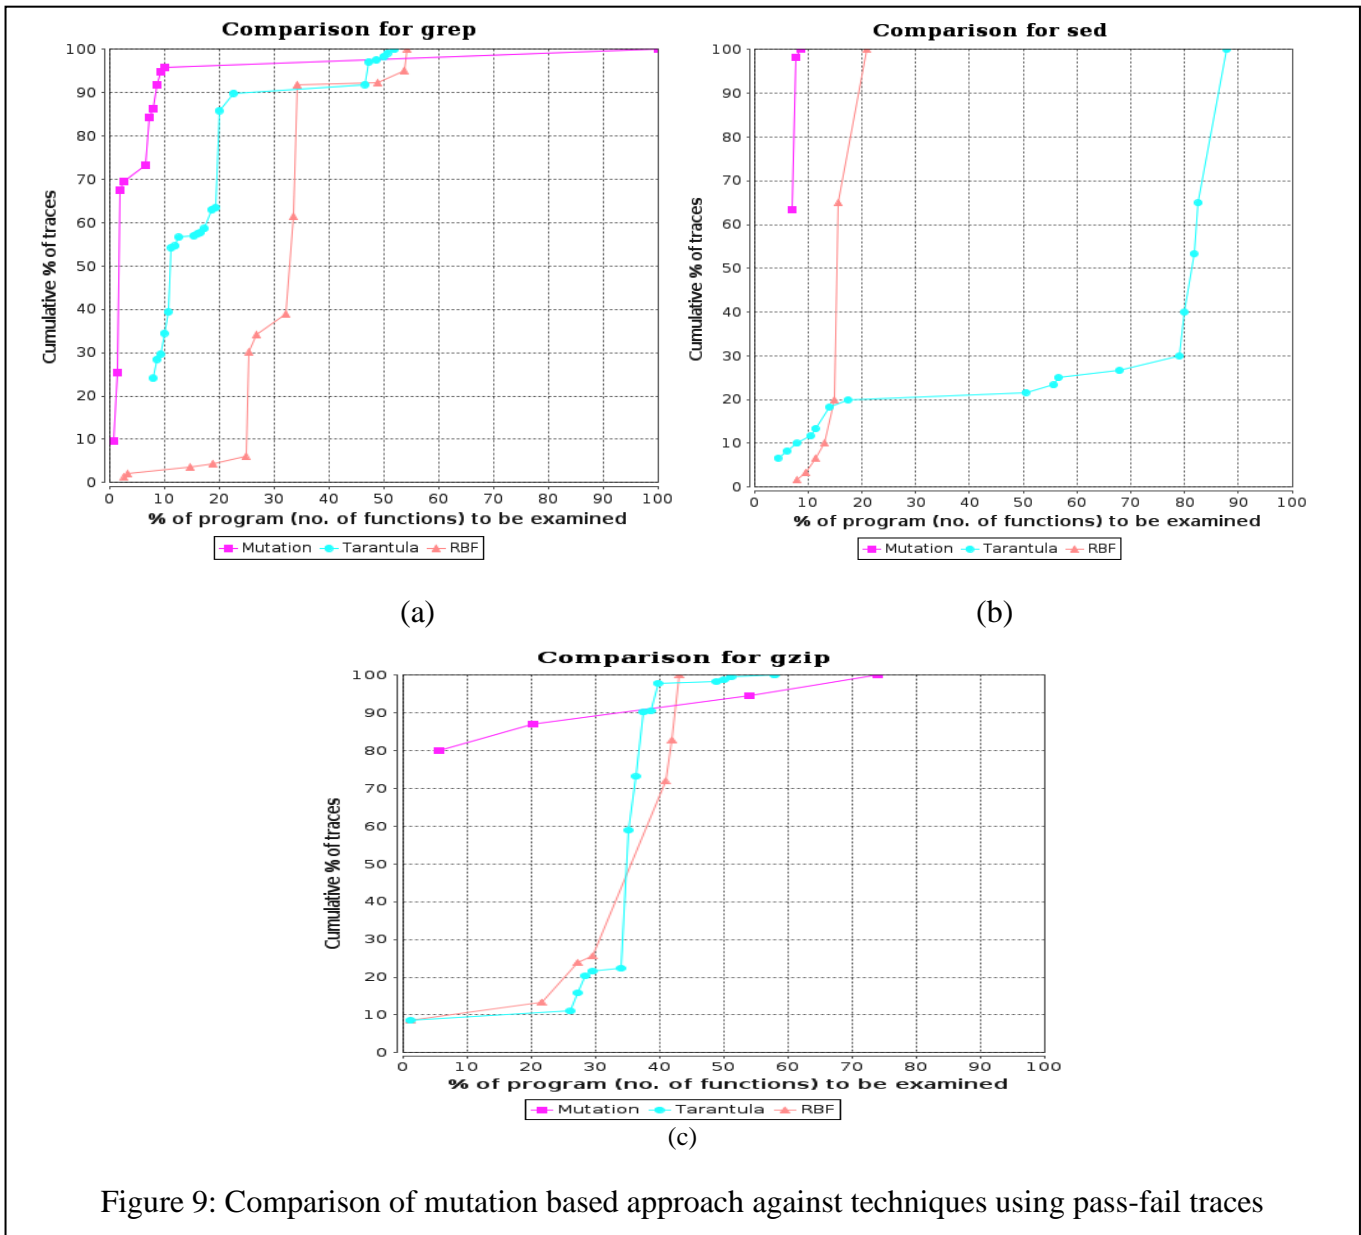 Comparison for grep
100
90
80
70
60
50
40
30
20
10
0
Cumulative % of traces
0 10 20 30 40 50 60 70 80 90 100
% of program (no. of functions) to be examined
Mutation Tarantula RBF
(a)
Comparison for sed
100
90
80
70
60
50
40
30
20
10
0
Cumulative % of traces
0 10 20 30 40 50 60 70 80 90 100
% of program (no. of functions) to be examined
Mutation Tarantula RBF
(b)
Comparison for gzip
100
90
80
70
60
50
40
30
20
10
0
Cumulative % of traces
0 10 20 30 40 50 60 70 80 90 100
% of program (no. of functions) to be examined
Mutation Tarantula RBF
(c)
Figure 9: Comparison of mutation based approach against techniques using pass-fail traces